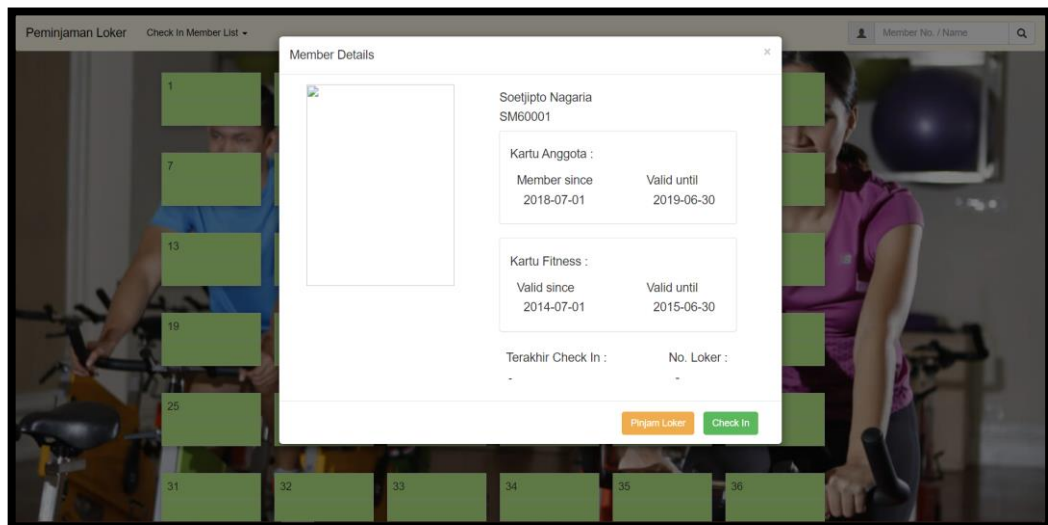 Peminjaman Loker Check In Member List Member No. / Name
Member Details ×
1
Soetjipto Nagaria
SM60001
Kartu Anggota :
7
Member since Valid until
2018-07-01 2019-06-30
13
Kartu Fitness :
Valid since Valid until
2014-07-01 2015-06-30
19
Terakhir Check In : No. Loker :
- -
25
Pinjam Loker Check In
31 32 33 34 35 36